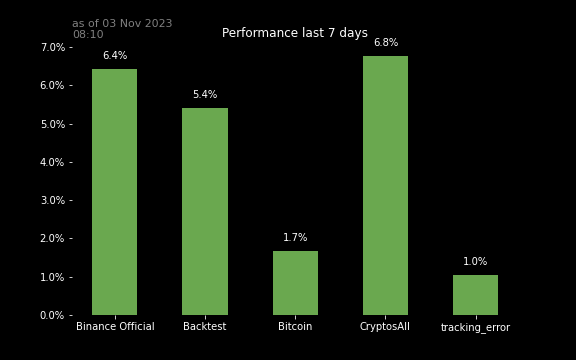 as of 03 Nov 2023
08:10
Performance last 7 days
7.0%
6.0%
5.0%
4.0%
3.0%
2.0%
1.0%
0.0%
6.4%
5.4%
1.7%
6.8%
1.0%
Binance Official
Backtest
Bitcoin
CryptosAll
tracking_error